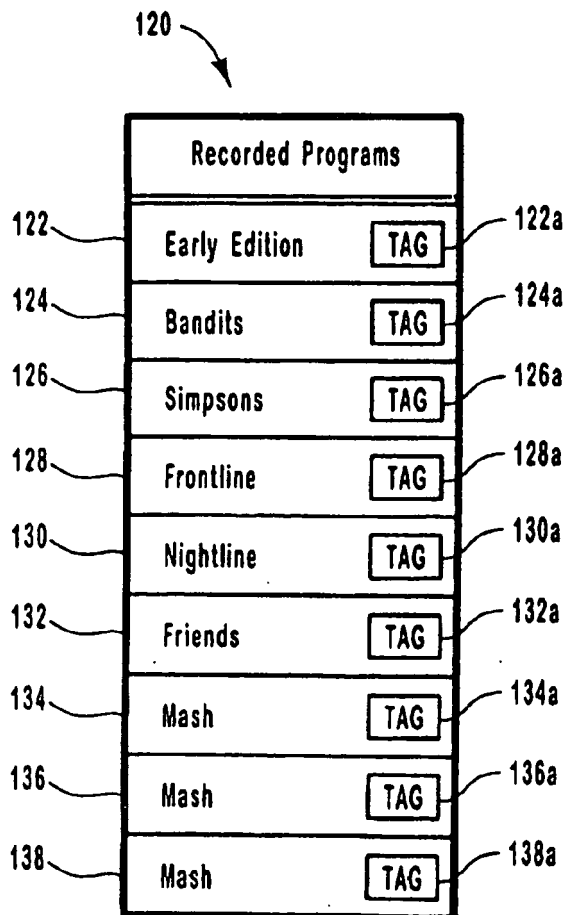 120
Recorded Programs
122 Early Edition TAG 122a
124 Bandits TAG 124a
126 Simpsons TAG 126a
128 Frontline TAG 128a
130 Nightline TAG 130a
132 Friends TAG 132a
134 Mash TAG 134a
136 Mash TAG 136a
138 Mash TAG 138a